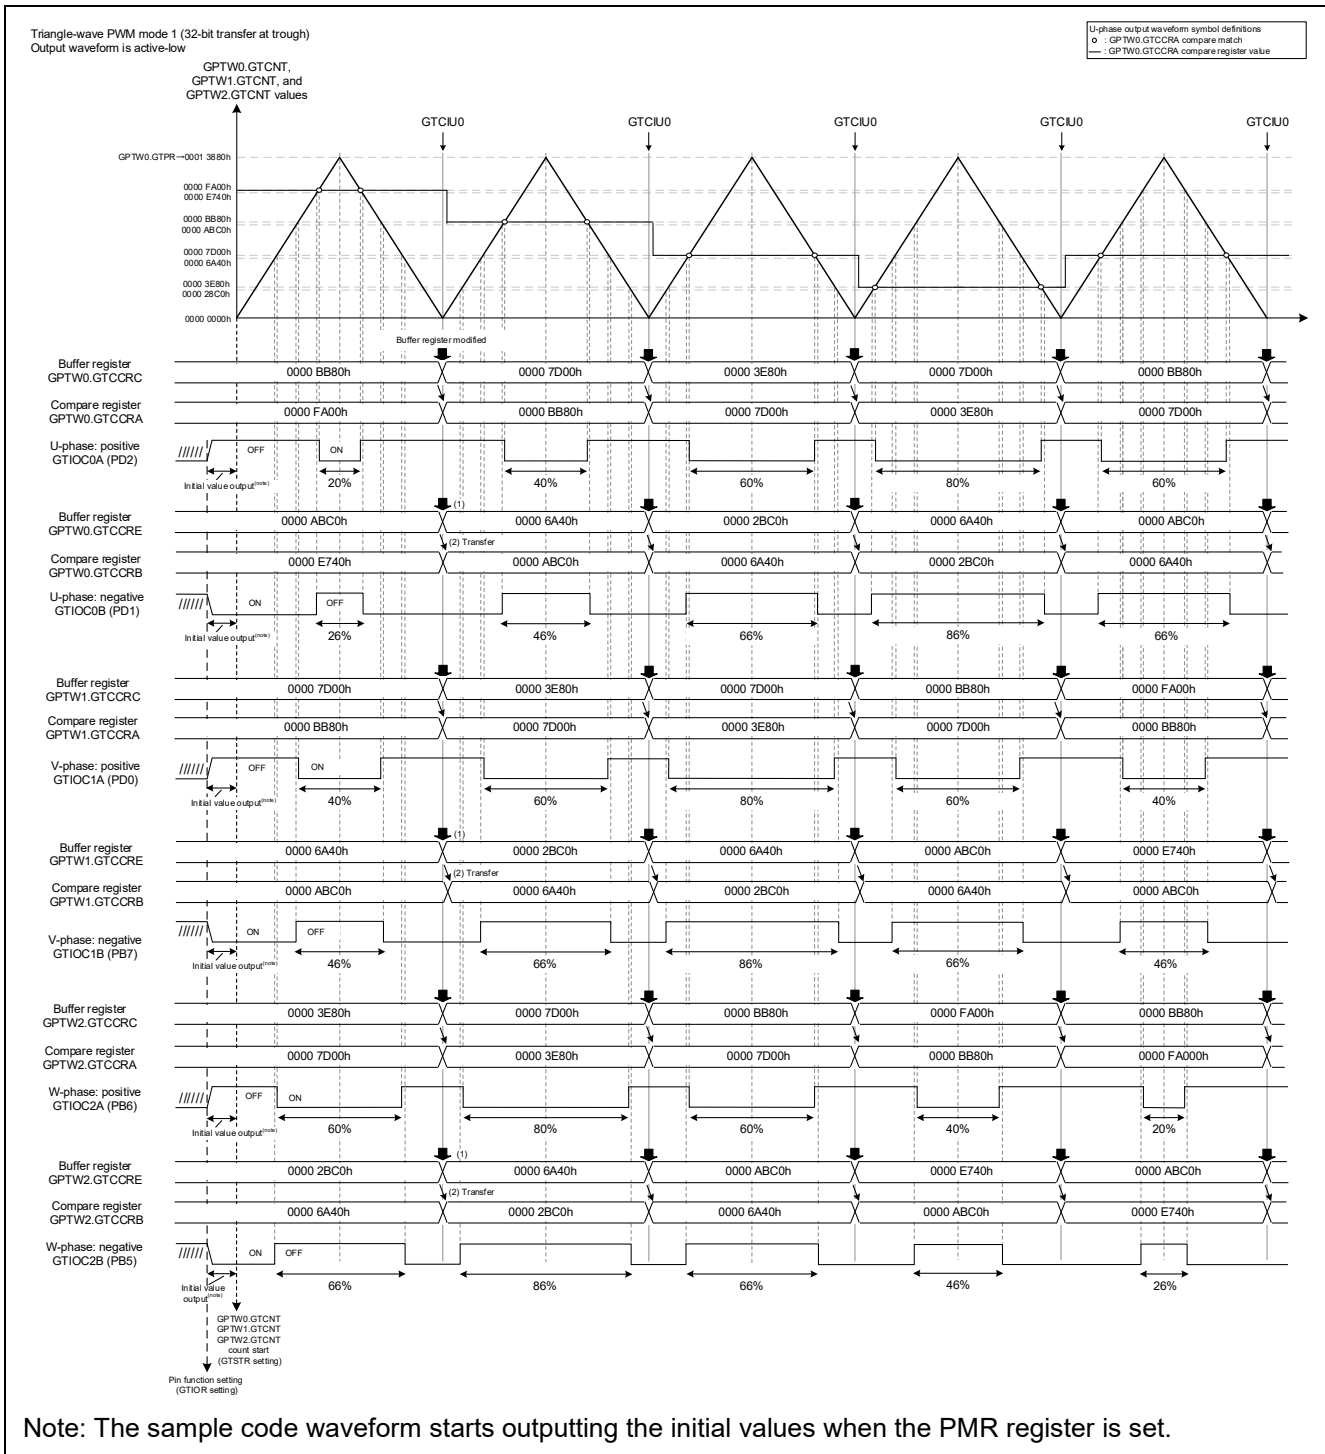 Triangle-wave PWM mode 1 (32-bit transfer at trough)
Output waveform is active-low
U-phase output waveform symbol definitions
: GPTW0.GTCCRA compare match
: GPTW0.GTCCRA compare register value
GPTW0.GTCNT,
GPTW1.GTCNT, and
GPTW2.GTCNT values
GTCIU0 GTCIU0 GTCIU0 GTCIU0 GTCIU0
GPTW0.GTPR→0001 3880h
0000 FA00h
0000 E740h
0000 BB80h
0000 ABC0h
0000 7D00h
0000 6A40h
0000 3E80h
0000 28C0h
0000 0000h
Buffer register modified
Buffer register
GPTW0.GTCCRC
0000 BB80h 0000 7D00h 0000 3E80h 0000 7D00h 0000 BB80h
Compare register
GPTW0.GTCCRA
0000 FA00h 0000 BB80h 0000 7D00h 0000 3E80h 0000 7D00h
U-phase: positive
GTIOC0A (PD2)
OFF ON
Initial value output(note)
20% 40% 60% 80% 60%
(1)
Buffer register
GPTW0.GTCCRE
0000 ABC0h 0000 6A40h 0000 2BC0h 0000 6A40h 0000 ABC0h
(2) Transfer
Compare register
GPTW0.GTCCRB
0000 E740h 0000 ABC0h 0000 6A40h 0000 2BC0h 0000 6A40h
U-phase: negative
GTIOC0B (PD1)
ON OFF
Initial value output(note)
26% 46% 66% 86% 66%
Buffer register
GPTW1.GTCCRC
0000 7D00h 0000 3E80h 0000 7D00h 0000 BB80h 0000 FA00h
Compare register
GPTW1.GTCCRA
0000 BB80h 0000 7D00h 0000 3E80h 0000 7D00h 0000 BB80h
V-phase: positive
GTIOC1A (PD0)
OFF ON
Initial value output(note)
40% 60% 80% 60% 40%
(1)
Buffer register
GPTW1.GTCCRE
0000 6A40h 0000 2BC0h 0000 6A40h 0000 ABC0h 0000 E740h
(2) Transfer
Compare register
GPTW1.GTCCRB
0000 ABC0h 0000 6A40h 0000 2BC0h 0000 6A40h 0000 ABC0h
V-phase: negative
GTIOC1B (PB7)
ON OFF
Initial value output(note)
46% 66% 86% 66% 46%
Buffer register
GPTW2.GTCCRC
0000 3E80h 0000 7D00h 0000 BB80h 0000 FA00h 0000 BB80h
Compare register
GPTW2.GTCCRA
0000 7D00h 0000 3E80h 0000 7D00h 0000 BB80h 0000 FA000h
W-phase: positive
GTIOC2A (PB6)
OFF ON
Initial value output(note)
60% 80% 60% 40% 20%
(1)
Buffer register
GPTW2.GTCCRE
0000 2BC0h 0000 6A40h 0000 ABC0h 0000 E740h 0000 ABC0h
(2) Transfer
Compare register
GPTW2.GTCCRB
0000 6A40h 0000 2BC0h 0000 6A40h 0000 ABC0h 0000 E740h
W-phase: negative
GTIOC2B (PB5)
ON OFF
Initial value
output(note)
66% 86% 66% 46% 26%
GPTW0.GTCNT
GPTW1.GTCNT
GPTW2.GTCNT
count start
(GTSTR setting)
Pin function setting
(GTIOR setting)
Note: The sample code waveform starts outputting the initial values when the PMR register is set.